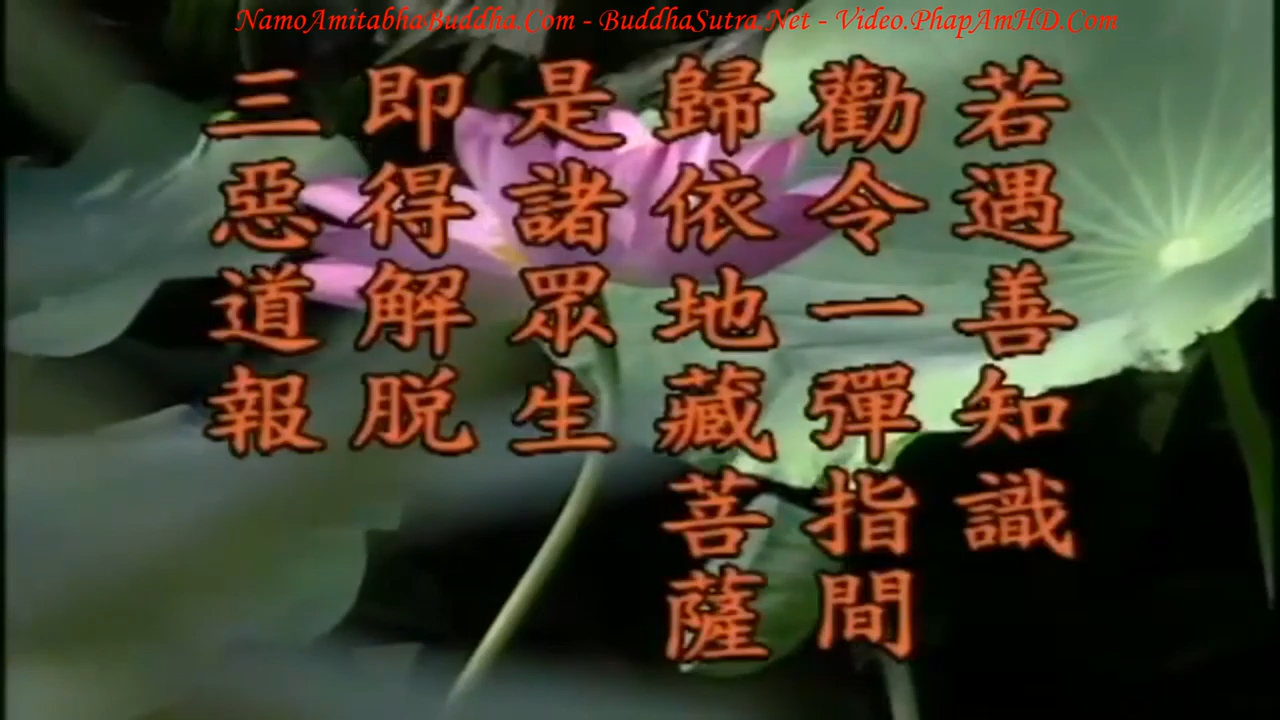 NamoAmitabhaBuddha.Com - BuddhaSutra.Net - Video.PhapAmHD.Com
若遇善知識
勸令一彈指間
歸依地藏菩薩
是諸眾生
即得解脱
三惡道報